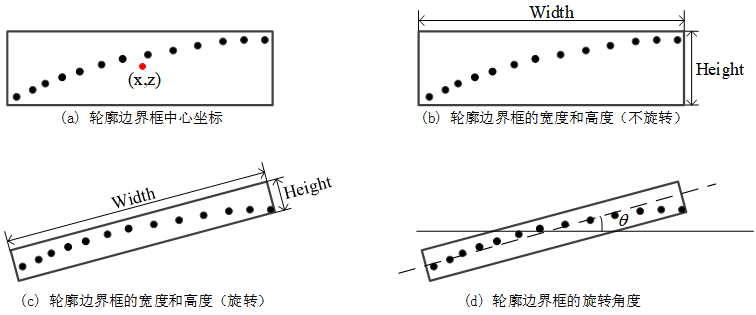 (x,z)
(a) 轮廓边界框中心坐标
Width
Height
(b) 轮廓边界框的宽度和高度（不旋转）
Width
Height
(c) 轮廓边界框的宽度和高度（旋转）
θ
(d) 轮廓边界框的旋转角度